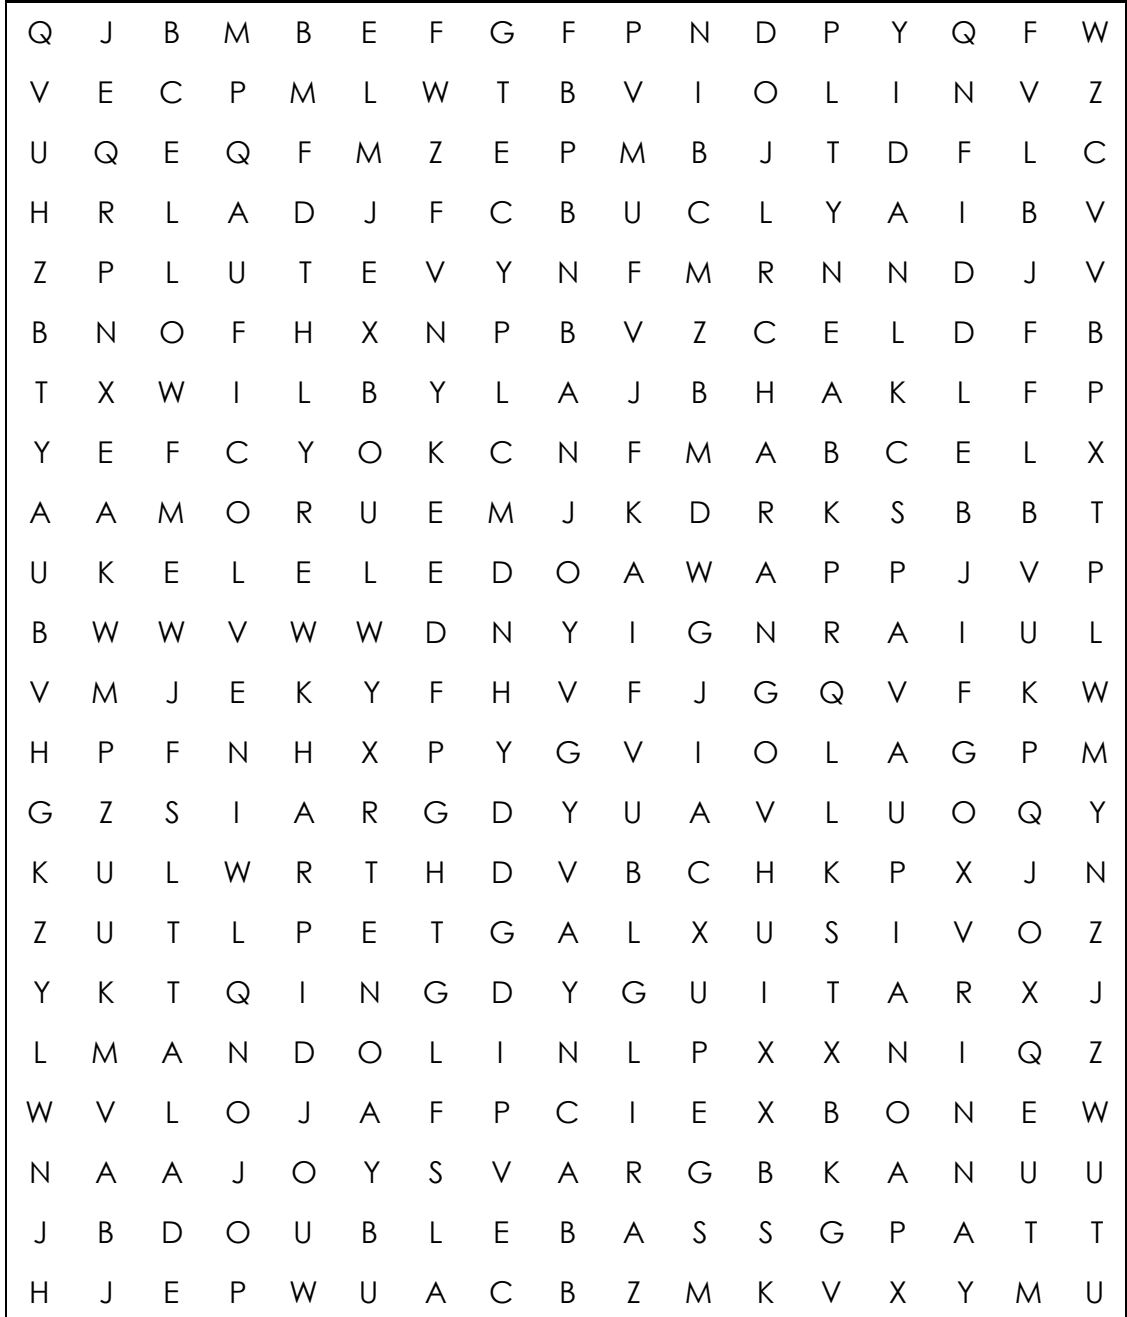 Q J B M B E F G F P N D P Y Q F W
V E C P M L W T B V I O L I N V Z
U Q E Q F M Z E P M B J T D F L C
H R L A D J F C B U C L Y A I B V
Z P L U T E V Y N F M R N N D J V
B N O F H X N P B V Z C E L D F B
T X W I L B Y L A J B H A K L F P
Y E F C Y O K C N F M A B C E L X
A A M O R U E M J K D R K S B B T
U K E L E L E D O A W A P P J V P
B W W V W W D N Y I G N R A I U L
V M J E K Y F H V F J G Q V F K W
H P F N H X P Y G V I O L A G P M
G Z S I A R G D Y U A V L U O Q Y
K U L W R T H D V B C H K P X J N
Z U T L P E T G A L X U S I V O Z
Y K T Q I N G D Y G U I T A R X J
L M A N D O L I N L P X X N I Q Z
W V L O J A F P C I E X B O N E W
N A A J O Y S V A R G B K A N U U
J B D O U B L E B A S S G P A T T
H J E P W U A C B Z M K V X Y M U